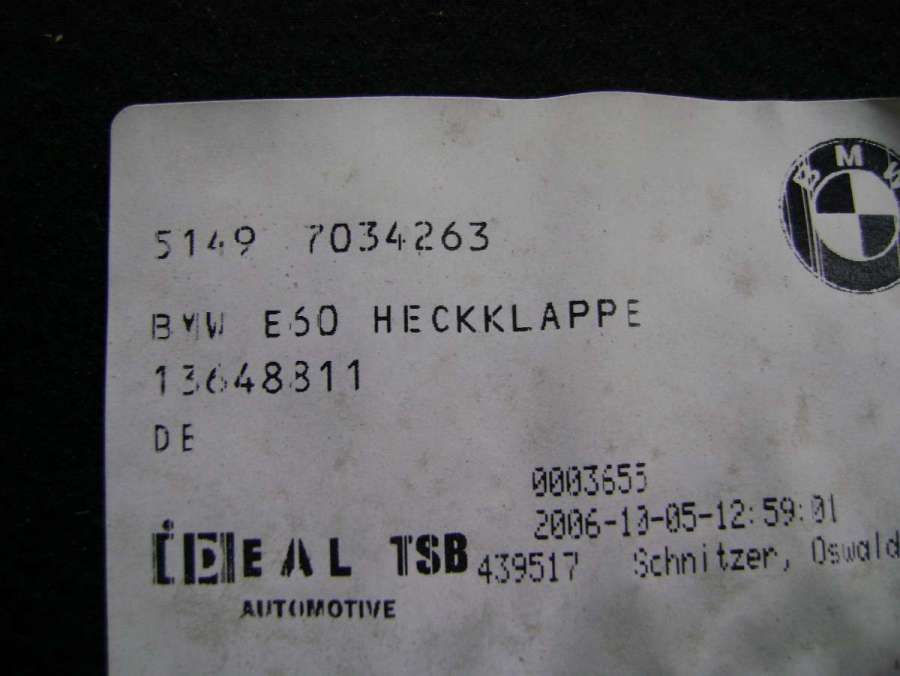 BMW
5149 7034263
BMW E60 HECKKLAPPE
13648811
DE
0003655
2006-10-05-12:59:01
IDEAL TSB 439517 Schnitzer, Oswald
AUTOMOTIVE